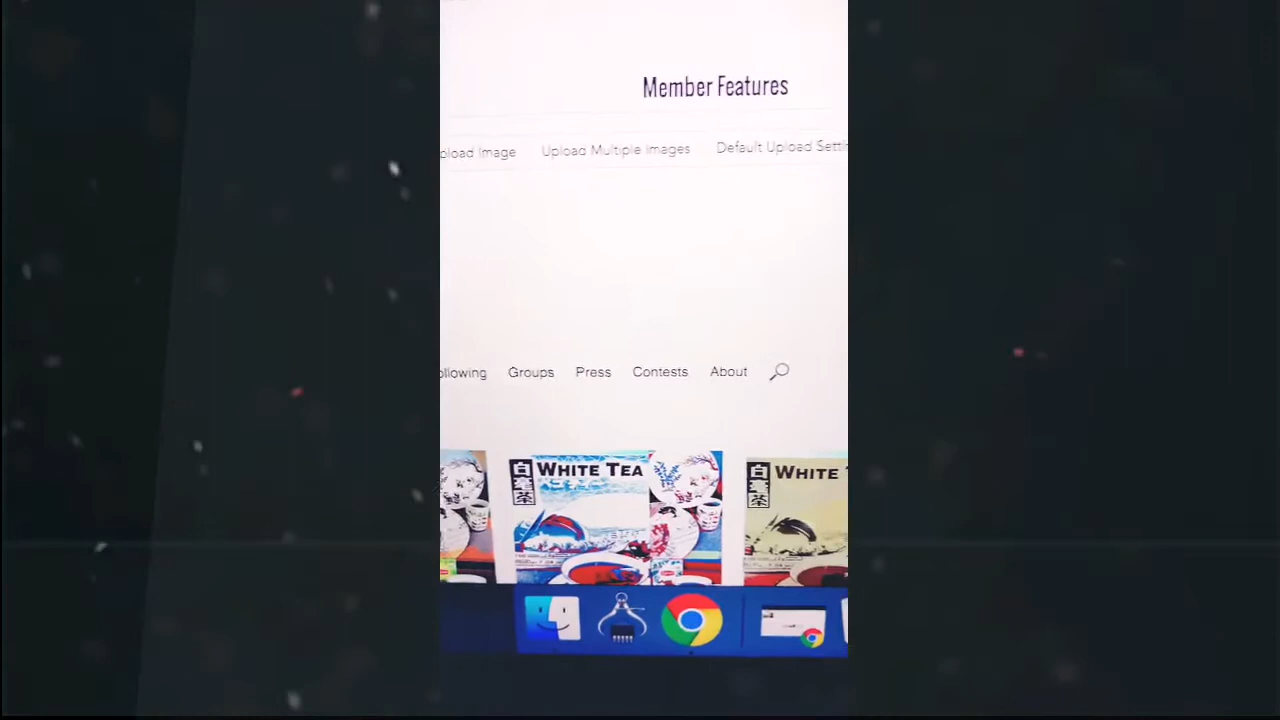 Member Features
pload Image Upload Multiple Images Default Upload Setti
ollowing Groups Press Contests About
白毫茶 WHITE TEA
白毫茶 WHITE T